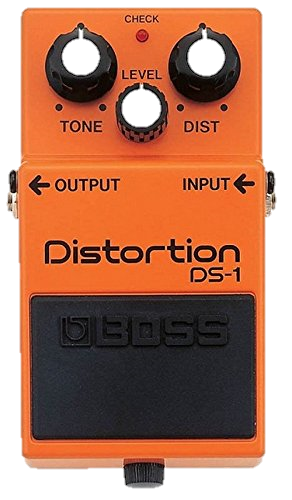 CHECK
LEVEL
TONE DIST
←OUTPUT INPUT←
Distortion
DS-1
BOSS